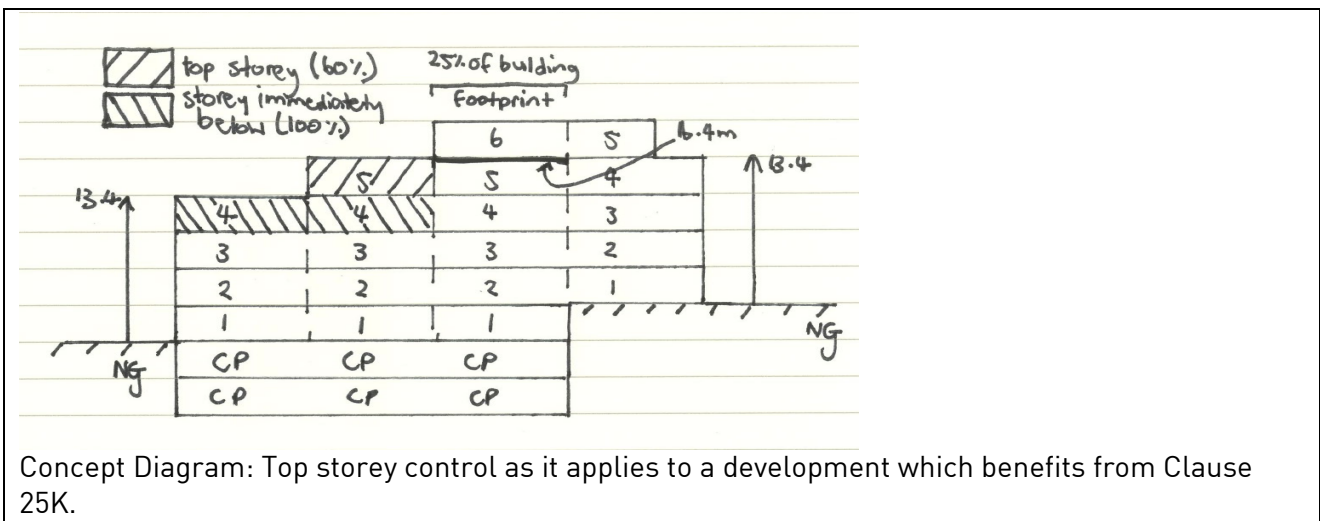 top storey (60%)
storey immediately
below (100%)
25% of bulding
Footprint
6 5
16.4m
5 5 4
13.4
13.4
4 4 4 3
3 3 3 2
2 2 2 1
1 1 1
NG
NG
CP CP CP
CP CP CP
Concept Diagram: Top storey control as it applies to a development which benefits from Clause
25K.